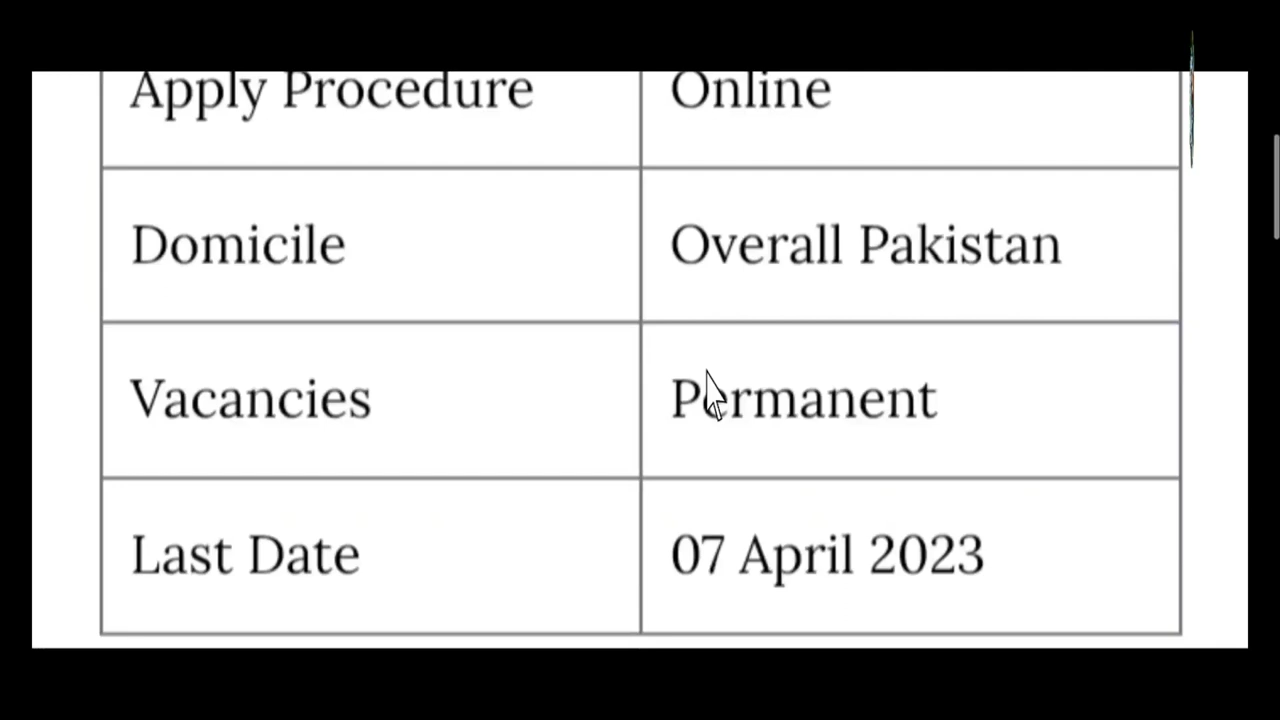 Apply Procedure Online
Domicile Overall Pakistan
Vacancies Permanent
Last Date 07 April 2023